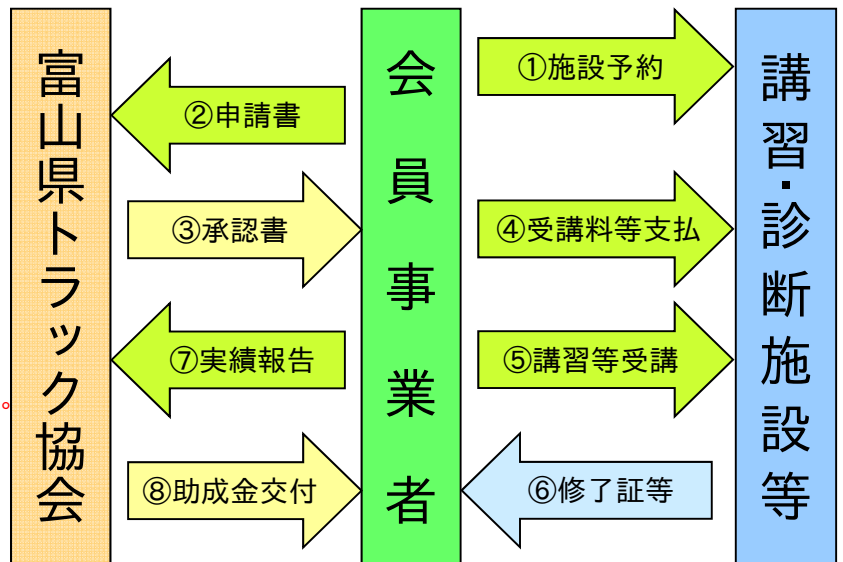 富山県トラック協会
会員事業者
講習・診断施設等
①施設予約
②申請書
③承認書
④受講料等支払
⑦実績報告
⑤講習等受講
⑧助成金交付
⑥修了証等
。